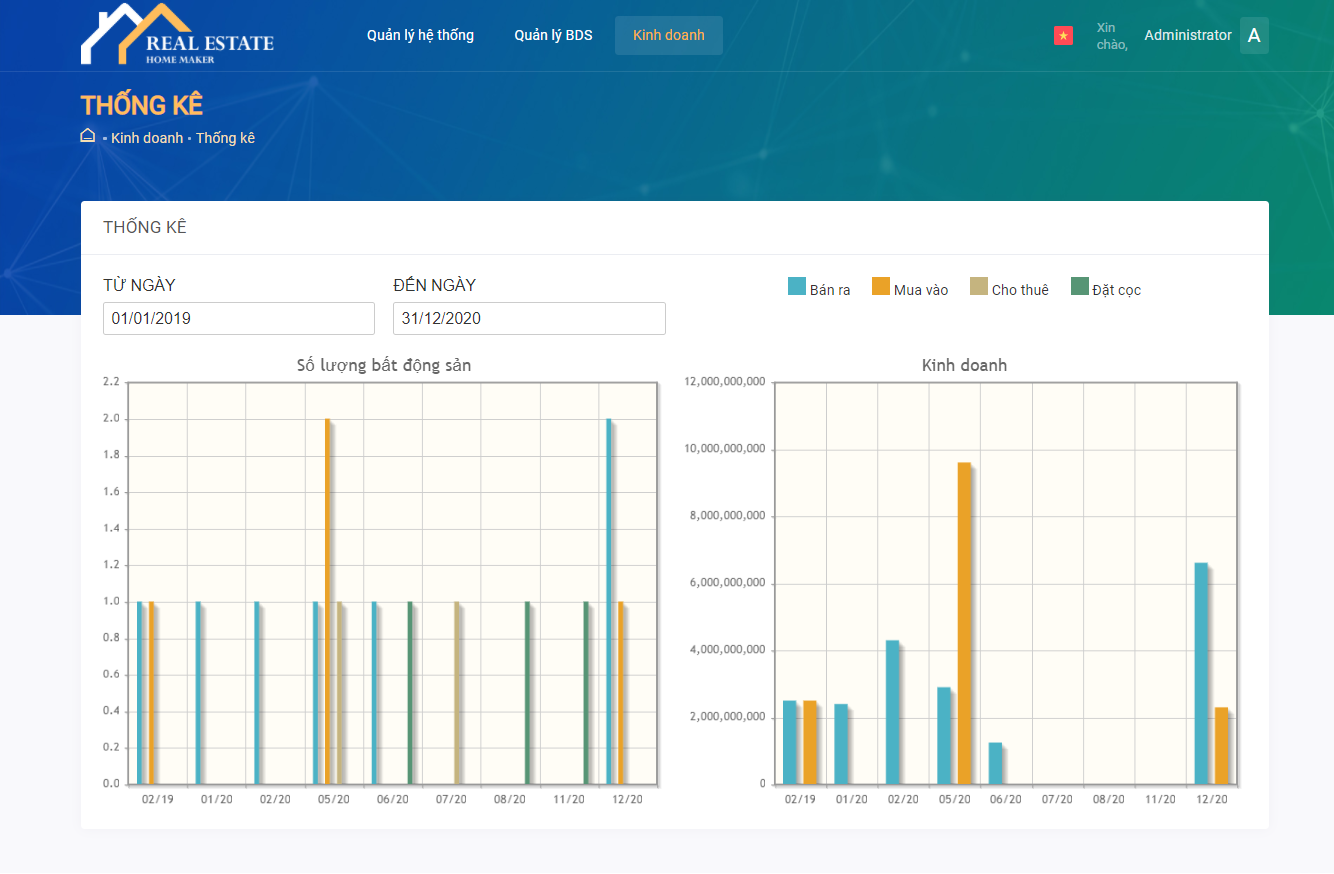 REAL ESTATE
HOME MAKER
Quản lý hệ thống
Quản lý BDS
Kinh doanh
Xin chào,
Administrator
A
THỐNG KÊ
Kinh doanh • Thống kê
THỐNG KÊ
TỪ NGÀY
ĐẾN NGÀY
01/01/2019
31/12/2020
Bán ra
Mua vào
Cho thuê
Đặt cọc
Số lượng bất động sản
2.2
2.0
1.8
1.6
1.4
1.2
1.0
0.8
0.6
0.4
0.2
0.0
02/19 01/20 02/20 05/20 06/20 07/20 08/20 11/20 12/20
Kinh doanh
12,000,000,000
10,000,000,000
8,000,000,000
6,000,000,000
4,000,000,000
2,000,000,000
0
02/19 01/20 02/20 05/20 06/20 07/20 08/20 11/20 12/20